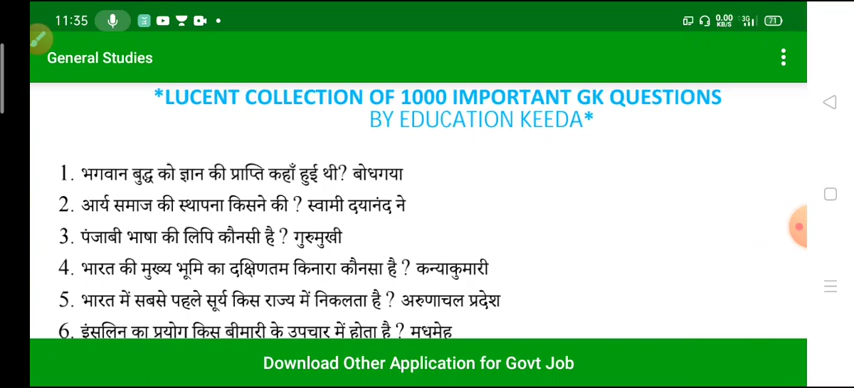 11:35 0.00 KB/S 3G 71
General Studies
*LUCENT COLLECTION OF 1000 IMPORTANT GK QUESTIONS
BY EDUCATION KEEDA*
1. भगवान बुद्ध को ज्ञान की प्राप्ति कहाँ हुई थी? बोधगया
2. आर्य समाज की स्थापना किसने की ? स्वामी दयानंद ने
3. पंजाबी भाषा की लिपि कौनसी है ? गुरुमुखी
4. भारत की मुख्य भूमि का दक्षिणतम किनारा कौनसा है ? कन्याकुमारी
5. भारत में सबसे पहले सूर्य किस राज्य में निकलता है ? अरुणाचल प्रदेश
6. इंसुलिन का प्रयोग किस बीमारी के उपचार में होता है ? मधुमेह
Download Other Application for Govt Job